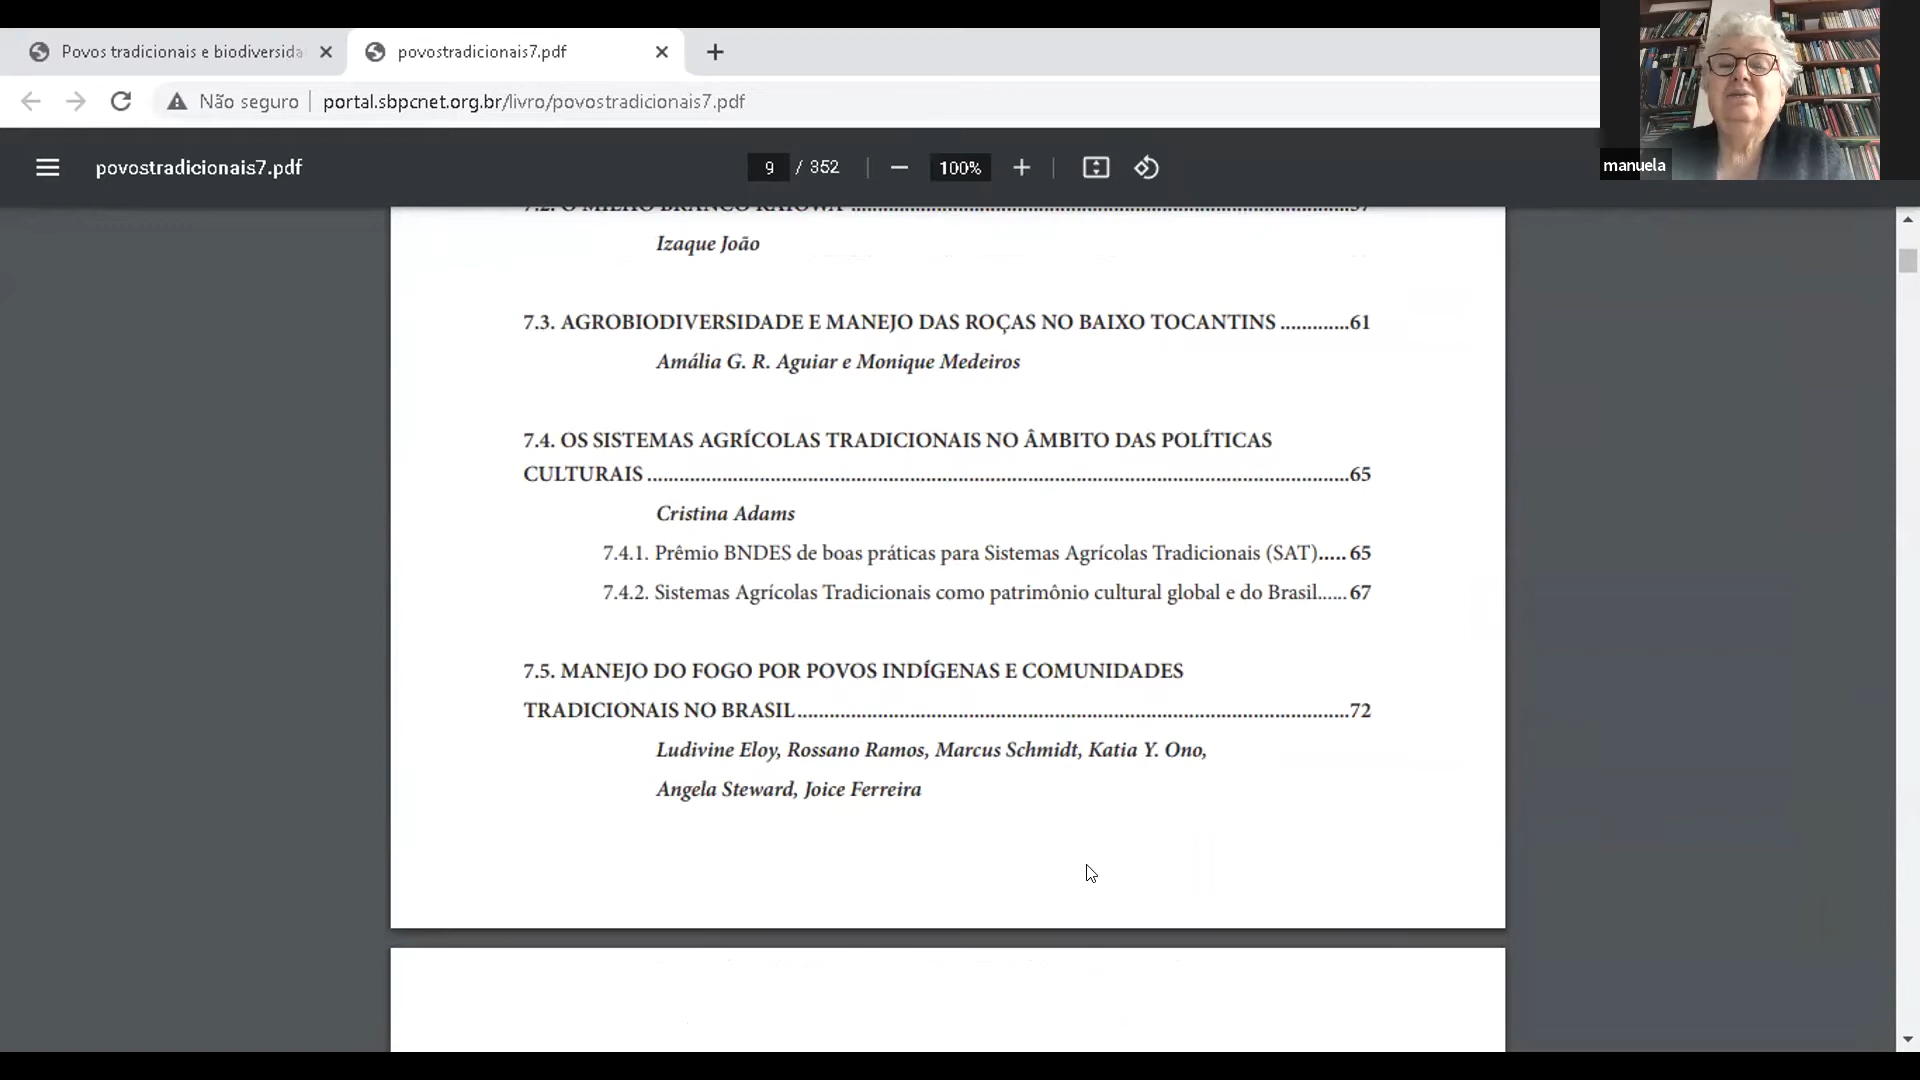 Povos tradicionais e biodiversida
povostradicionais7.pdf
Não seguro
portal.sbpcnet.org.br/livro/povostradicionais7.pdf
manuela
povostradicionais7.pdf
9 / 352
100%
7.2. O MILHO BRANCO KAIOWÁ
Izaque João
7.3. AGROBIODIVERSIDADE E MANEJO DAS ROÇAS NO BAIXO TOCANTINS .............61
Amália G. R. Aguiar e Monique Medeiros
7.4. OS SISTEMAS AGRÍCOLAS TRADICIONAIS NO ÂMBITO DAS POLÍTICAS
CULTURAIS ....................................................................................................................................65
Cristina Adams
7.4.1. Prêmio BNDES de boas práticas para Sistemas Agrícolas Tradicionais (SAT)..... 65
7.4.2. Sistemas Agrícolas Tradicionais como patrimônio cultural global e do Brasil...... 67
7.5. MANEJO DO FOGO POR POVOS INDÍGENAS E COMUNIDADES
TRADICIONAIS NO BRASIL.......................................................................................................72
Ludivine Eloy, Rossano Ramos, Marcus Schmidt, Katia Y. Ono,
Angela Steward, Joice Ferreira